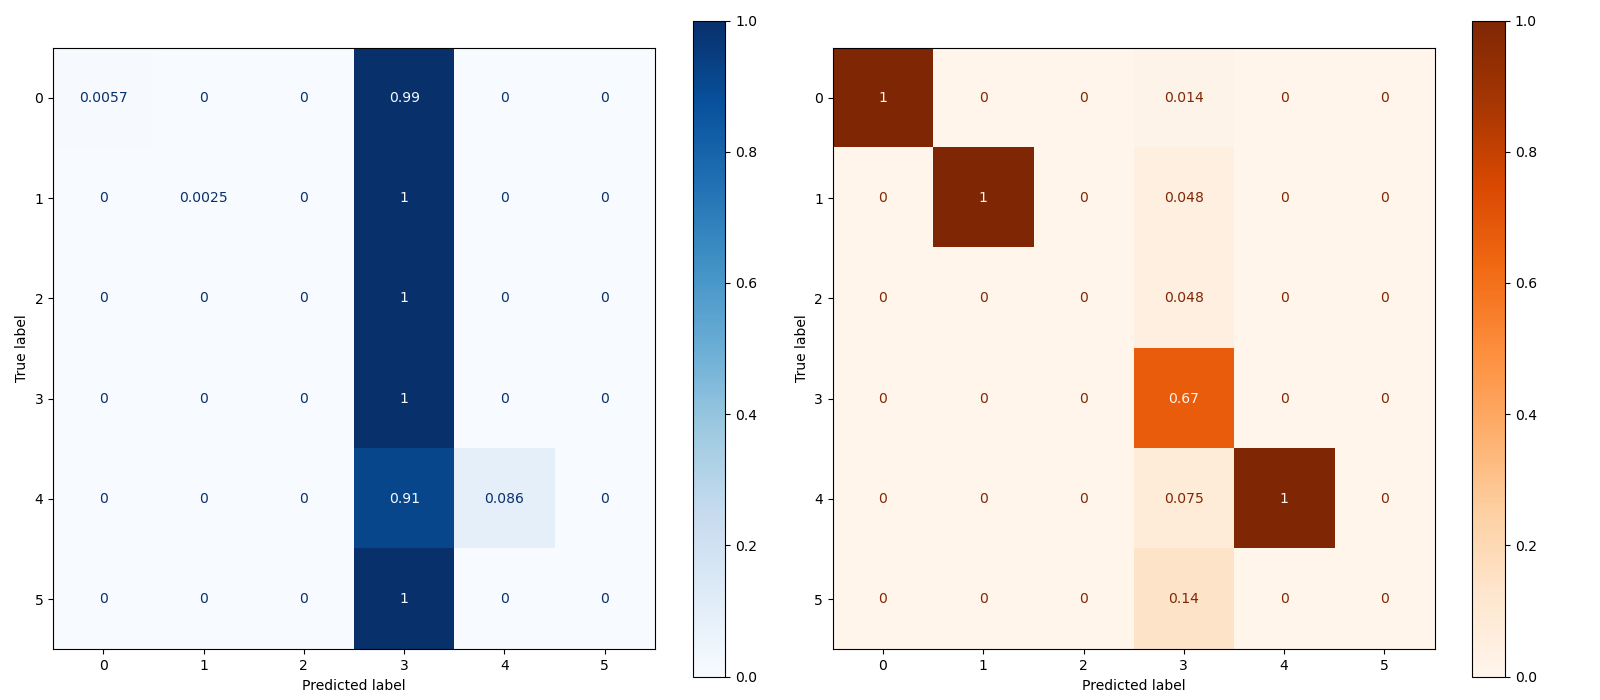 1.0 1.0
0 0.0057 0 0 0.99 0 0 0 1 0 0 0.014 0 0
0.8 0.8
1 0 0.0025 0 1 0 0 1 0 1 0 0.048 0 0
0.6 0.6
2 0 0 0 1 0 0 2 0 0 0 0.048 0 0
True label True label
3 0 0 0 1 0 0 3 0 0 0 0.67 0 0
0.4 0.4
4 0 0 0 0.91 0.086 0 4 0 0 0 0.075 1 0
0.2 0.2
5 0 0 0 1 0 0 5 0 0 0 0.14 0 0
0.0 0.0
0 1 2 3 4 5 0 1 2 3 4 5
Predicted label Predicted label